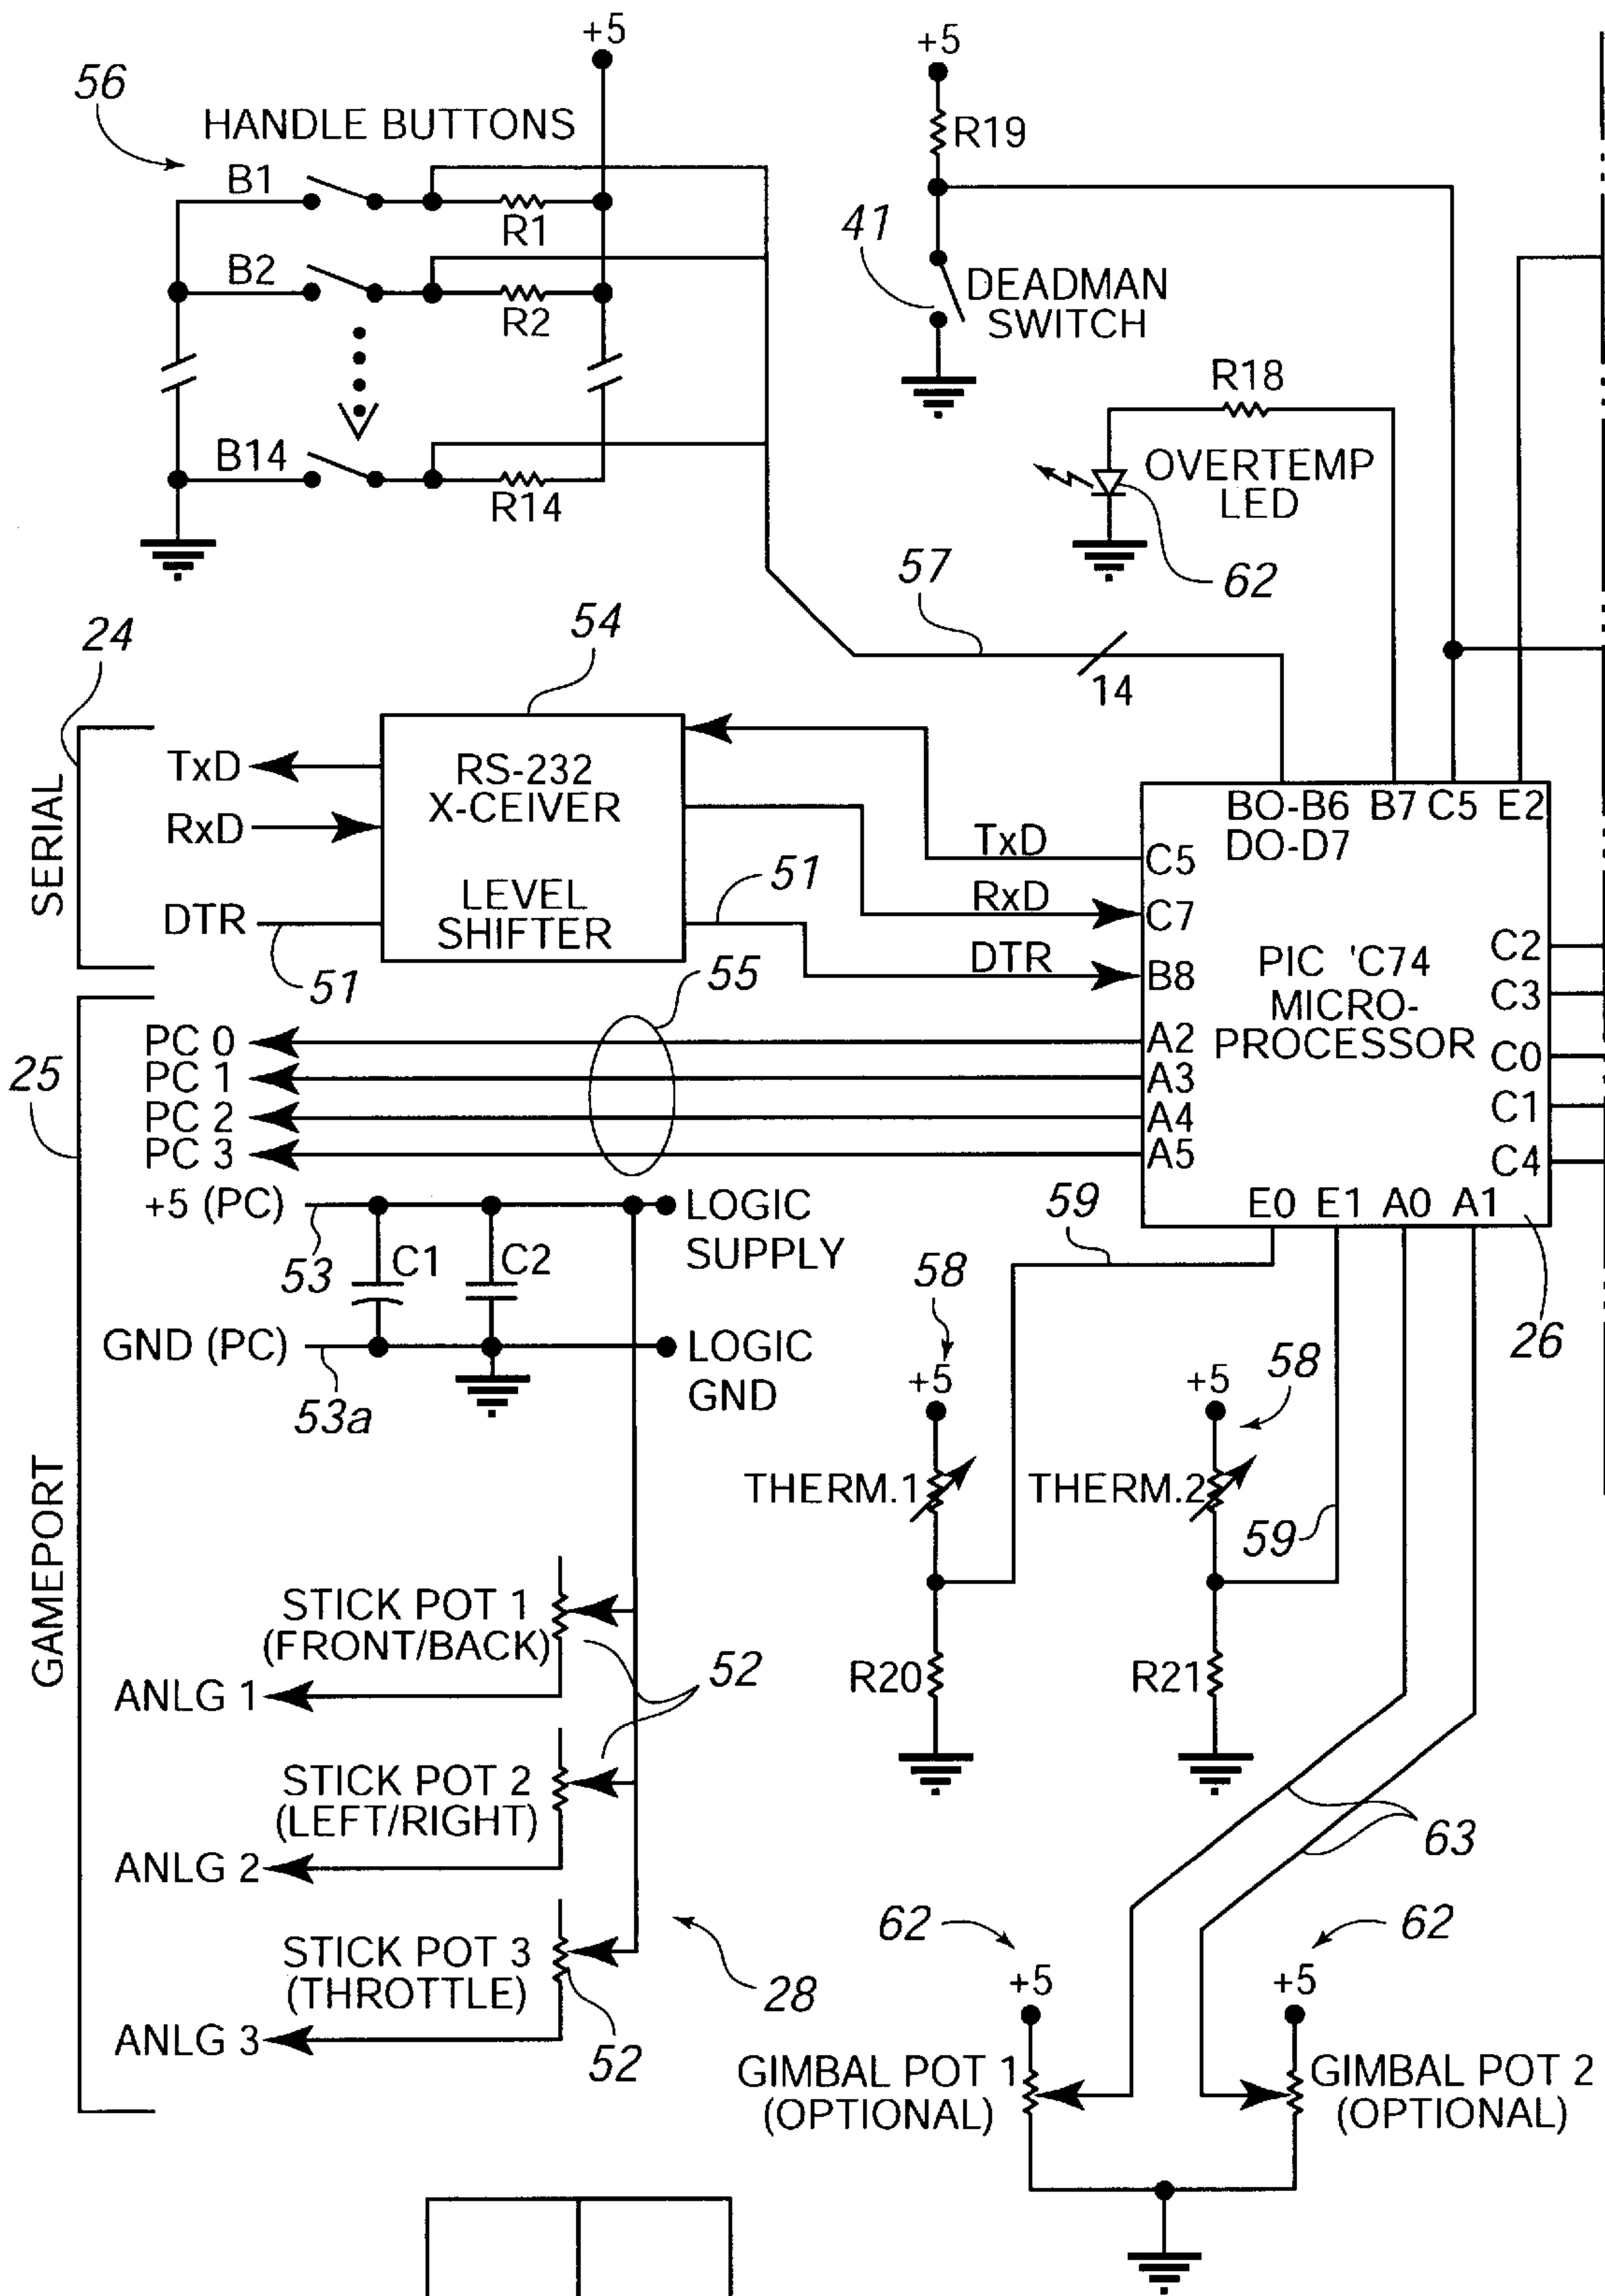 +5
+5
56
HANDLE BUTTONS
R19
B1
R1
41
B2
R2
DEADMAN
SWITCH
R18
B14
R14
OVERTEMP
LED
57
62
54
24
14
TxD
RS-232
X-CEIVER
BO-B6 B7 C5 E2
DO-D7
RxD
TxD
C5
SERIAL
LEVEL
SHIFTER
51
RxD
C7
DTR
C2
PIC 'C74
MICRO-
PROCESSOR
DTR
B8
51
55
C3
PC 0
A2
C0
25
PC 1
A3
PC 2
A4
C1
PC 3
A5
C4
+5 (PC)
LOGIC
SUPPLY
59
E0 E1 A0 A1
53
C1
C2
58
26
GND (PC)
LOGIC
GND
53a
+5
+5
58
GAMEPORT
THERM.1
THERM.2
59
STICK POT 1
(FRONT/BACK)
52
R20
R21
ANLG 1
STICK POT 2
(LEFT/RIGHT)
63
ANLG 2
62
62
STICK POT 3
(THROTTLE)
28
+5
+5
ANLG 3
52
GIMBAL POT 1
(OPTIONAL)
GIMBAL POT 2
(OPTIONAL)